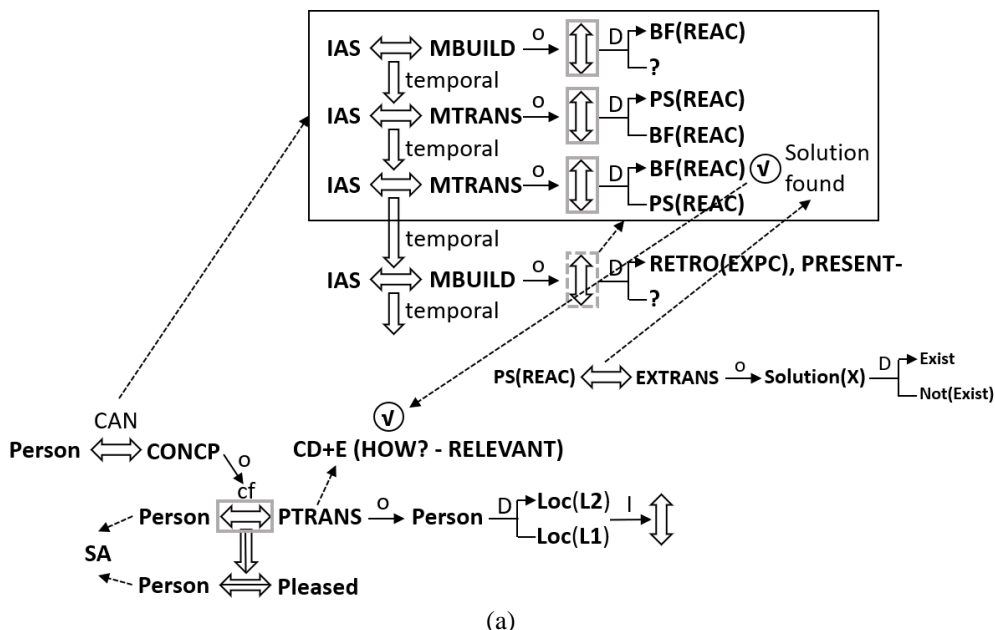 IAS MBUILD o D BF(REAC)
?
temporal
IAS MTRANS o D PS(REAC)
BF(REAC)
temporal
IAS MTRANS o D BF(REAC) √ Solution
found
PS(REAC)
temporal
IAS MBUILD o D RETRO(EXPC), PRESENT-
?
temporal
PS(REAC) EXTRANS o Solution(X) D Exist
Not(Exist)
√
CAN
Person CONCP CD+E (HOW? - RELEVANT)
o
cf
Person PTRANS o Person D Loc(L2) I
Loc(L1)
SA
Person Pleased
(a)